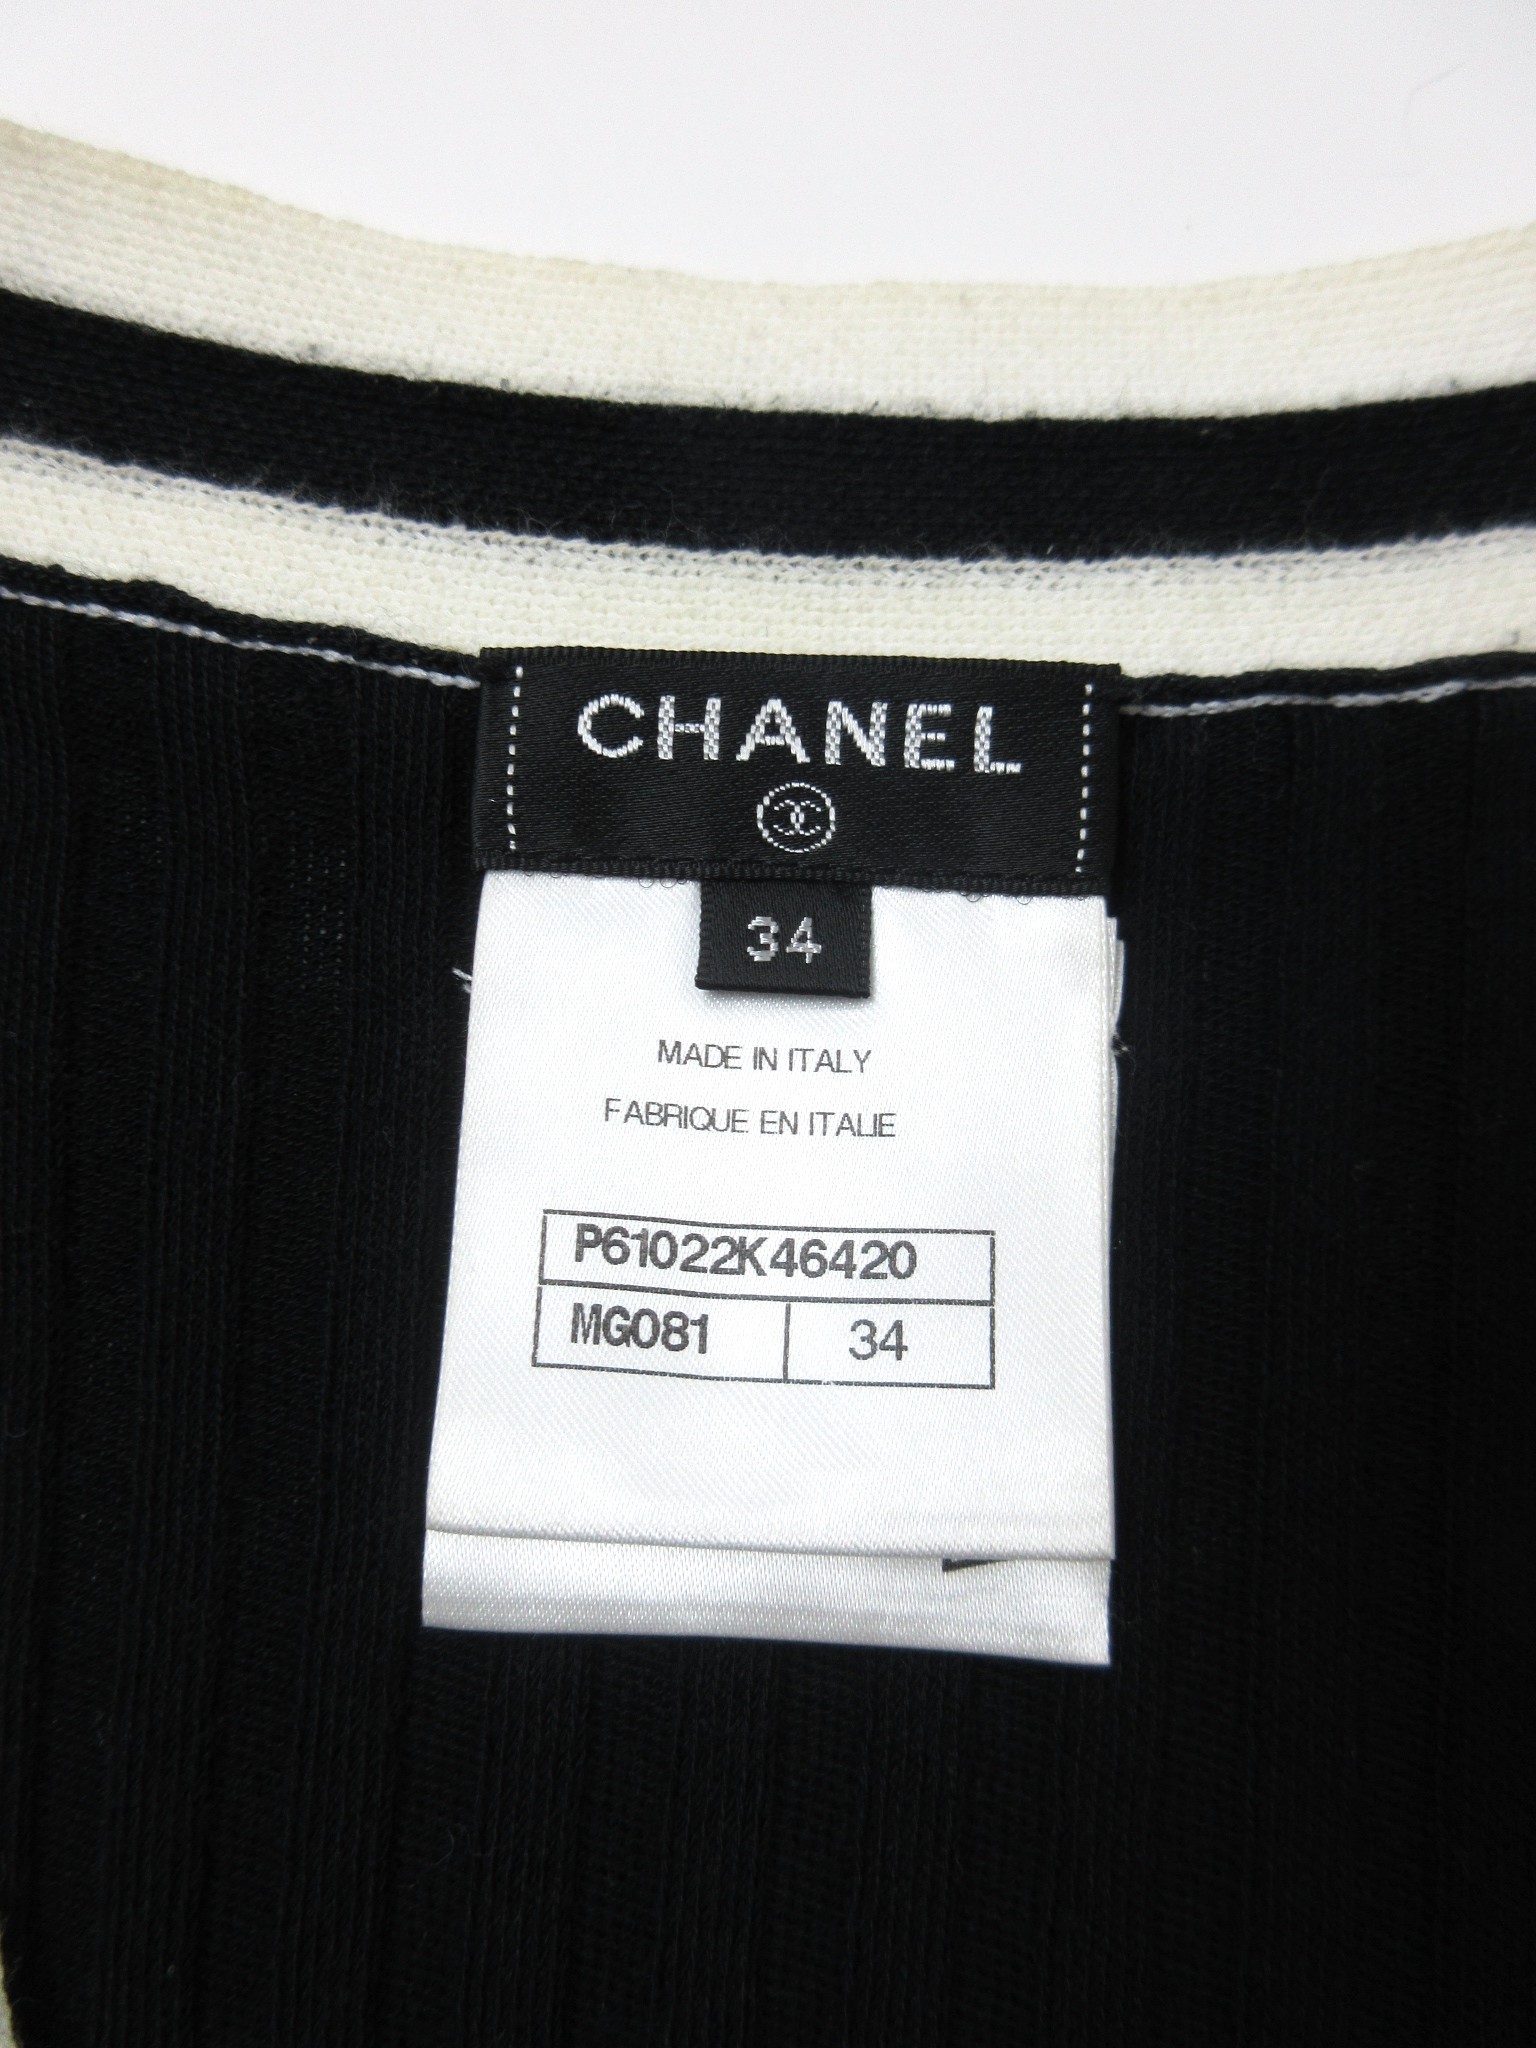 CHANEL
34
MADE IN ITALY
FABRIQUE EN ITALIE
P61022K46420
MG081 34